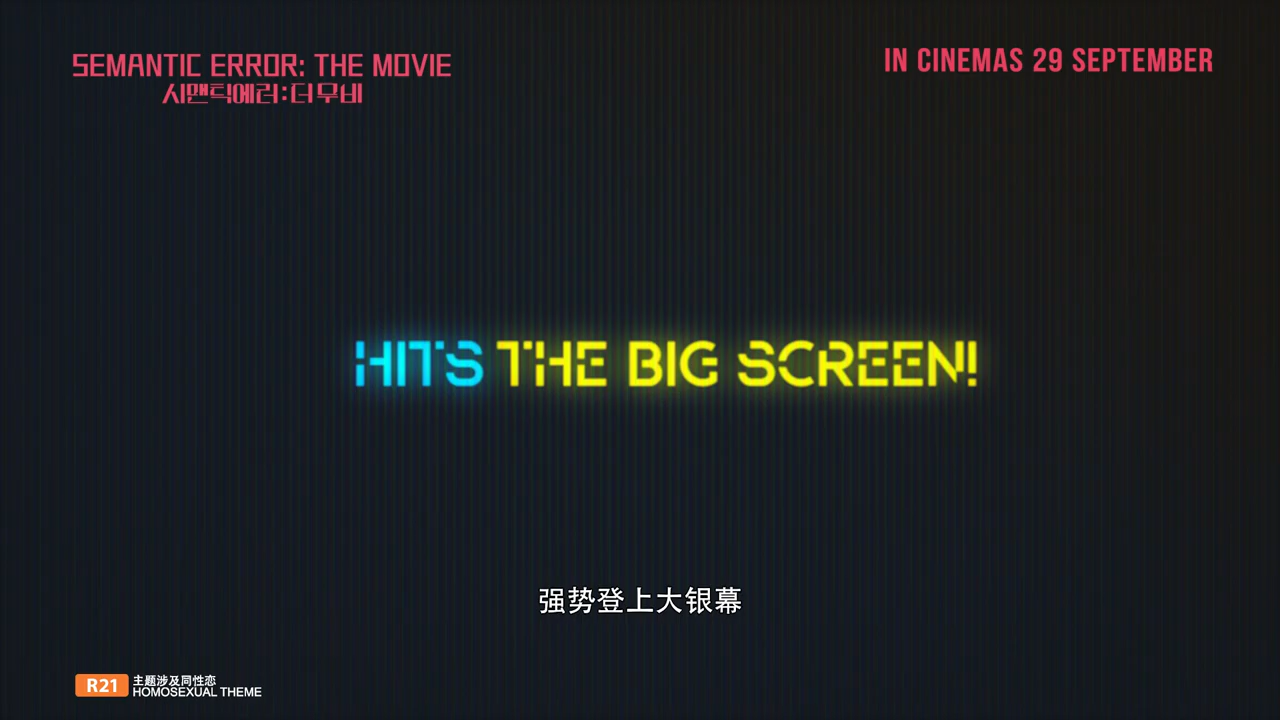 SEMANTIC ERROR: THE MOVIE
시맨틱에러:더무비
IN CINEMAS 29 SEPTEMBER
HITS THE BIG SCREEN!
强势登上大银幕
R21
主题涉及同性恋
HOMOSEXUAL THEME